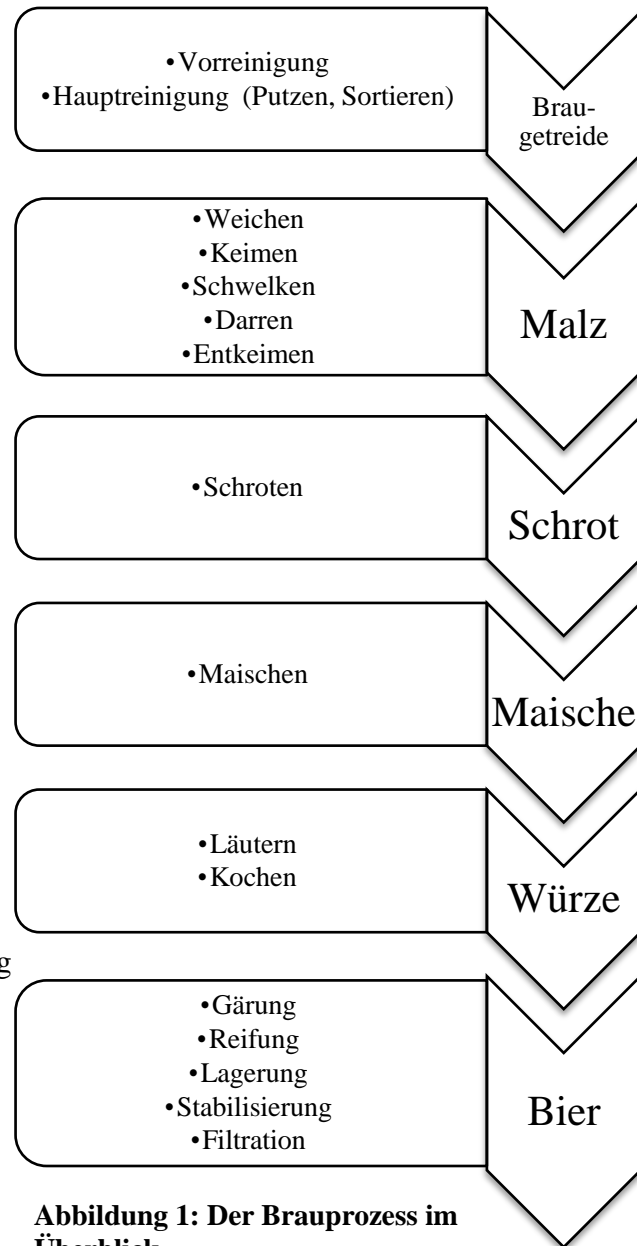 •Vorreinigung
•Hauptreinigung (Putzen, Sortieren)
Brau-
getreide
•Weichen
•Keimen
•Schwelken
•Darren
•Entkeimen
Malz
•Schroten
Schrot
•Maischen
Maische
•Läutern
•Kochen
Würze
g
•Gärung
•Reifung
•Lagerung
•Stabilisierung
•Filtration
Bier
Abbildung 1: Der Brauprozess im
Überblick